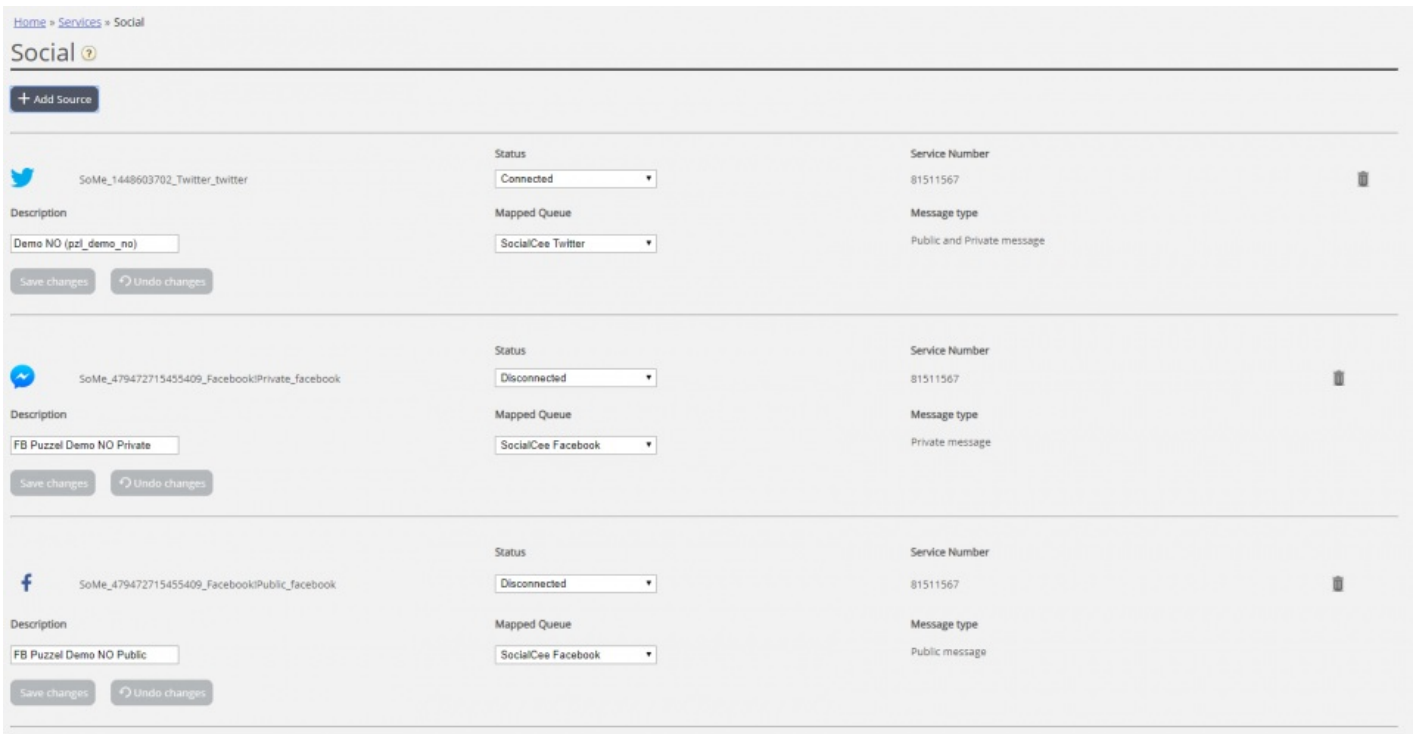 Home » Services » Social
Social ?
+ Add Source
Status Service Number
SoMe_1448603702_Twitter_twitter Connected 81511567
Description Mapped Queue Message type
Demo NO (pzl_demo_no) SocialCee Twitter Public and Private message
Save changes Undo changes
Status Service Number
SoMe_479472715455409_Facebook!Private_facebook Disconnected 81511567
Description Mapped Queue Message type
FB Puzzel Demo NO Private SocialCee Facebook Private message
Save changes Undo changes
Status Service Number
SoMe_479472715455409_Facebook!Public_facebook Disconnected 81511567
Description Mapped Queue Message type
FB Puzzel Demo NO Public SocialCee Facebook Public message
Save changes Undo changes